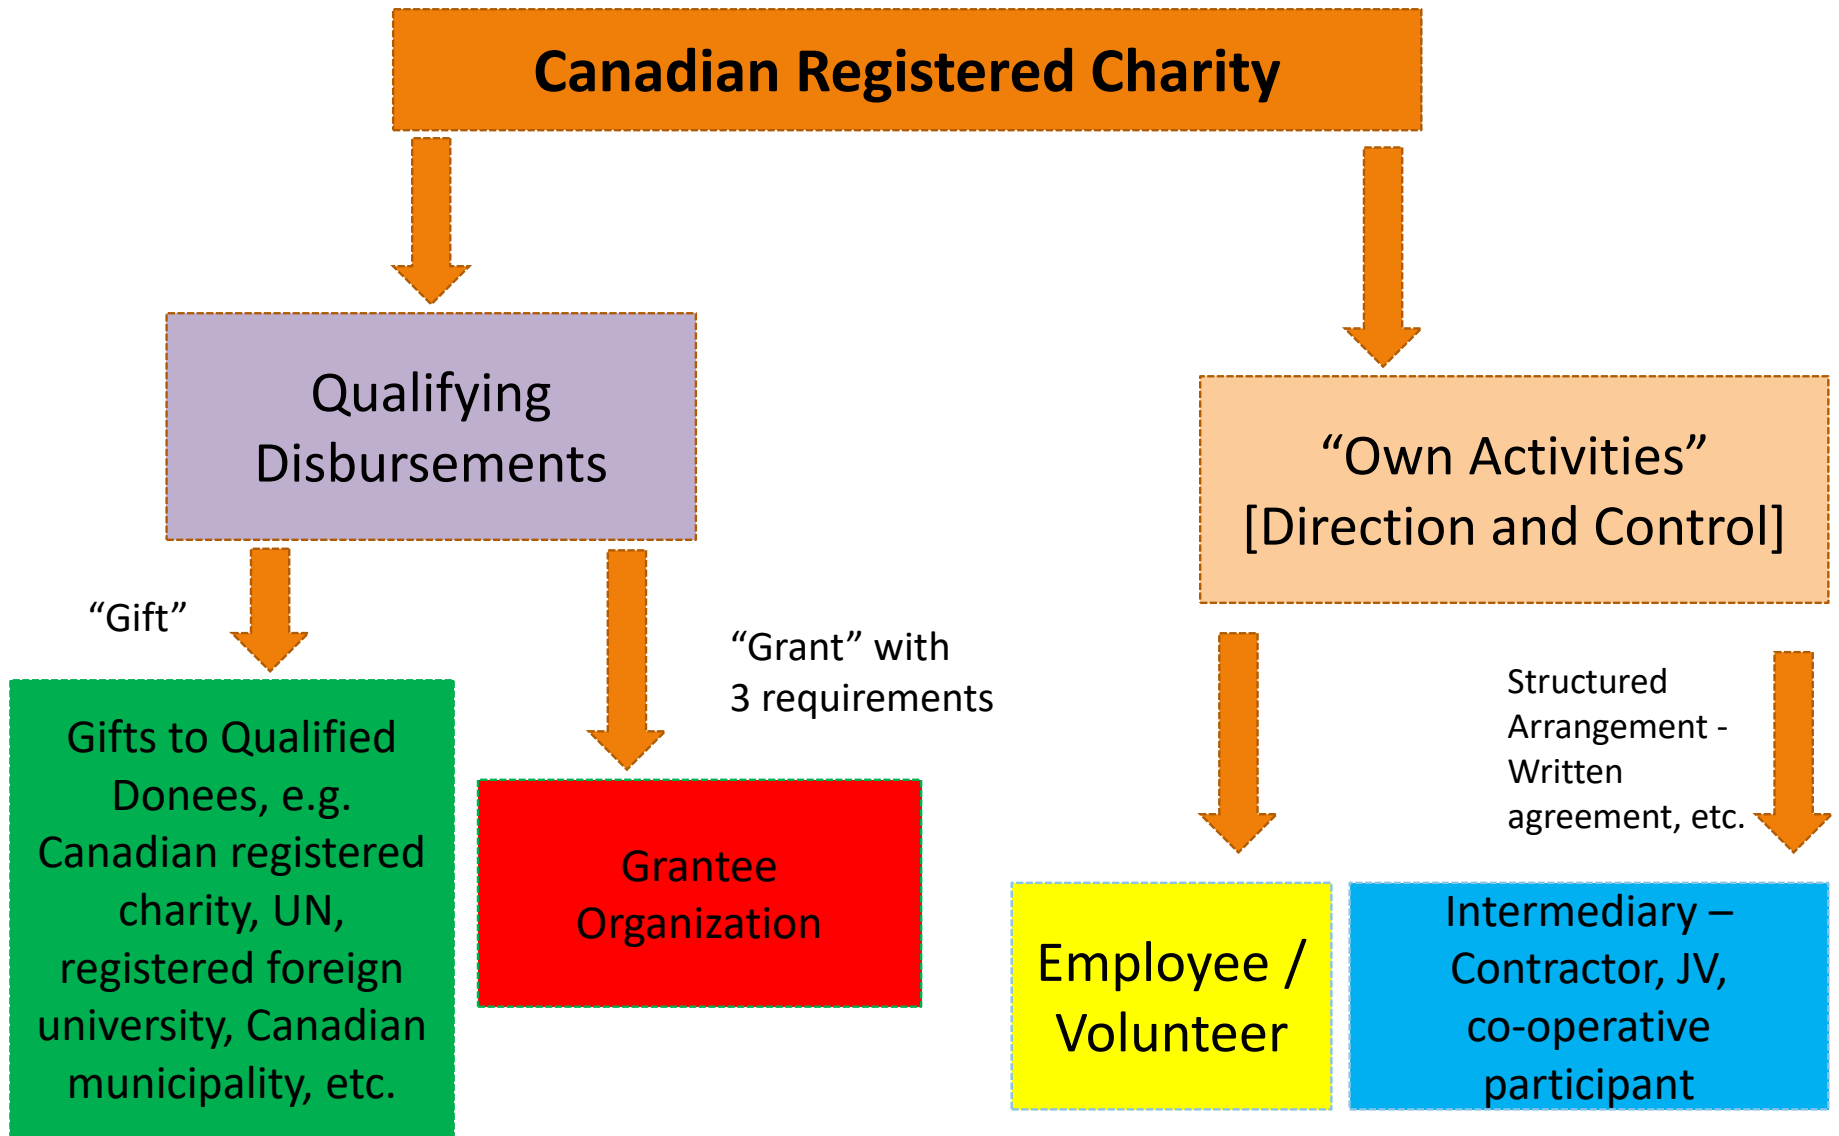 Canadian Registered Charity
Qualifying
Disbursements
“Own Activities”
[Direction and Control]
“Gift”
“Grant” with
3 requirements
Structured
Arrangement -
Written
agreement, etc.
Gifts to Qualified
Donees, e.g.
Canadian registered
charity, UN,
registered foreign
university, Canadian
municipality, etc.
Grantee
Organization
Employee /
Volunteer
Intermediary –
Contractor, JV,
co-operative
participant